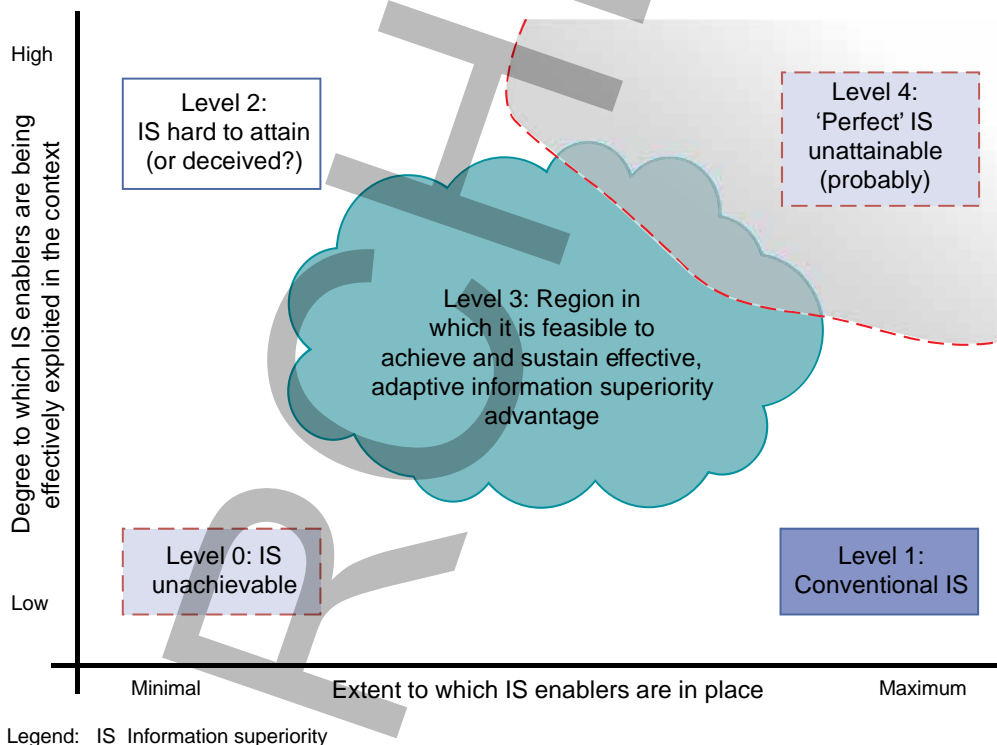 High
Level 2:
IS hard to attain
(or deceived?)
Level 4:
‘Perfect’ IS
unattainable
(probably)
Degree to which IS enablers are being
effectively exploited in the context
Level 3: Region in
which it is feasible to
achieve and sustain effective,
adaptive information superiority
advantage
Level 0: IS
unachievable
Level 1:
Conventional IS
Low
Minimal
Extent to which IS enablers are in place
Maximum
Legend: IS Information superiority
RCHI